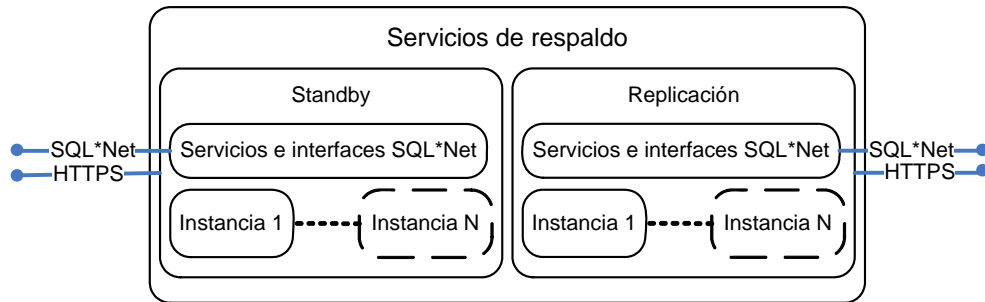 Servicios de respaldo
Standby
Replicación
SQL*Net
Servicios e interfaces SQL*Net
Servicios e interfaces SQL*Net
SQL*Net
HTTPS
HTTPS
Instancia 1
Instancia N
Instancia 1
Instancia N